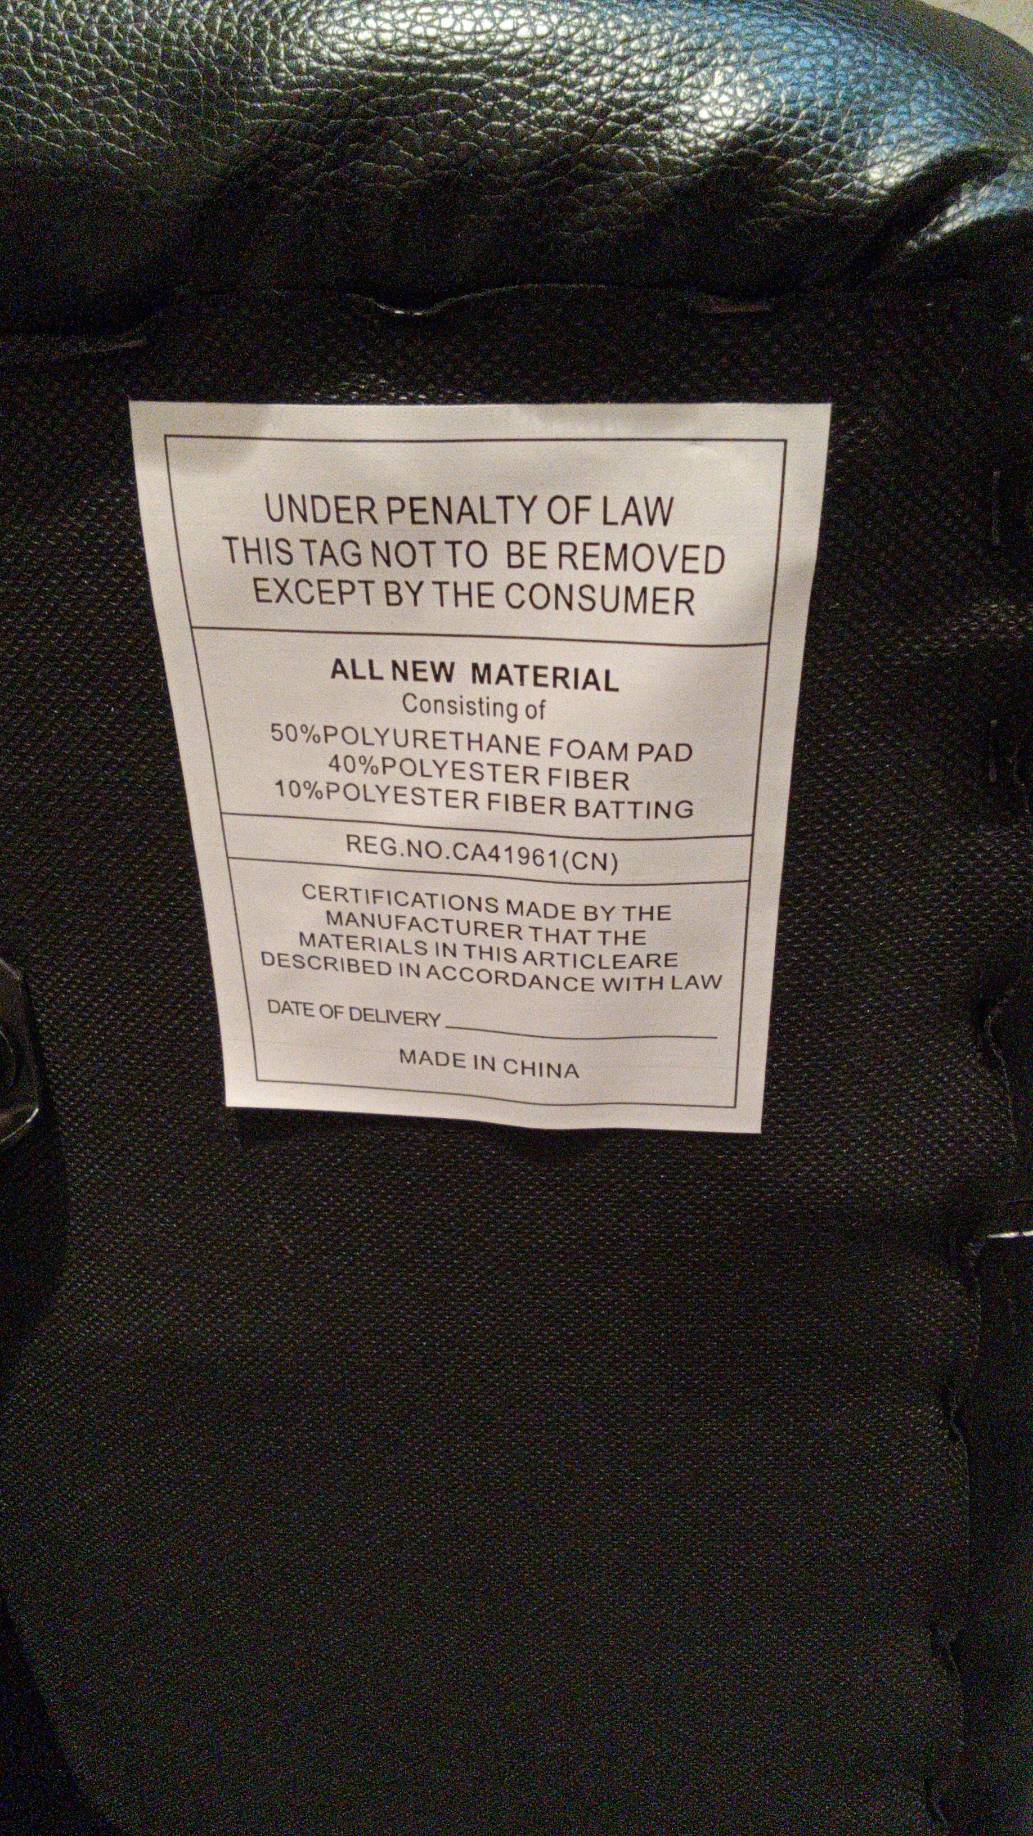 UNDER PENALTY OF LAW
THIS TAG NOT TO BE REMOVED
EXCEPT BY THE CONSUMER
ALL NEW MATERIAL
Consisting of
50%POLYURETHANE FOAM PAD
40%POLYESTER FIBER
10%POLYESTER FIBER BATTING
REG.NO.CA41961(CN)
CERTIFICATIONS MADE BY THE
MANUFACTURER THAT THE
MATERIALS IN THIS ARTICLEARE
DESCRIBED IN ACCORDANCE WITH LAW
DATE OF DELIVERY
MADE IN CHINA